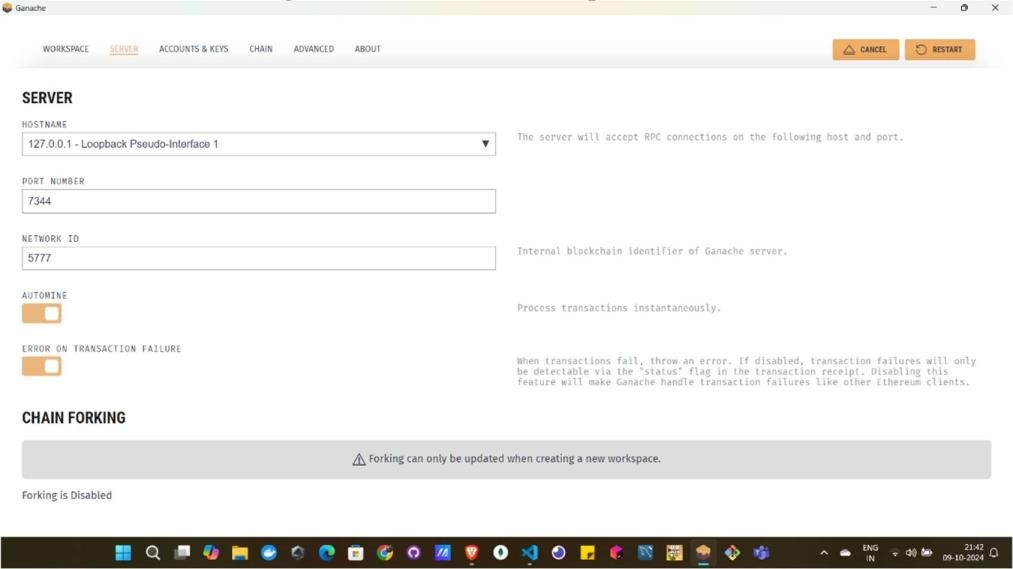 Ganache
WORKSPACE SERVER ACCOUNTS & KEYS CHAIN ADVANCED ABOUT CANCEL RESTART
SERVER
HOSTNAME
127.0.0.1 - Loopback Pseudo-Interface 1
The server will accept RPC connections on the following host and port.
PORT NUMBER
7344
NETWORK ID
5777
Internal blockchain identifier of Ganache server.
AUTOMINE
Process transactions instantaneously.
ERROR ON TRANSACTION FAILURE
When transactions fail, throw an error. If disabled, transaction failures will only
be detectable via the "status" flag in the transaction receipt. Disabling this
feature will make Ganache handle transaction failures like other Ethereum clients.
CHAIN FORKING
Forking can only be updated when creating a new workspace.
Forking is Disabled
ENG
IN
21:42
09-10-2024